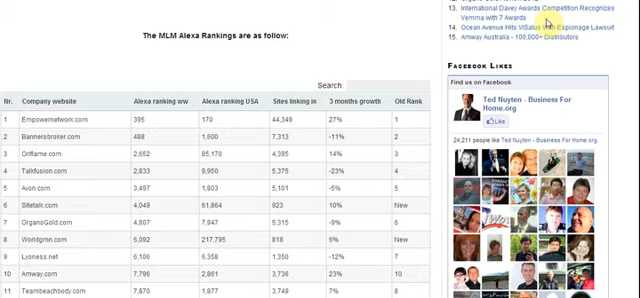 13. International Davey Awards Competition Recognizes
Vemma with 7 Awards
14. Ocean Avenue Hits ViSalus With Espionage Lawsuit
15. Amway Australia - 100,000+ Distributors
The MLM Alexa Rankings are as follow:
FACEBOOK LIKES
Search:
Find us on Facebook
Ted Nuyten - Business For
Home.org
Like
24,211 people like Ted Nuyten - Business For Home.org.
Nr. Company website Alexa ranking ww Alexa ranking USA Sites linking in 3 months growth Old Rank
1 Empowernetwork.com 395 170 44,349 27% 1
2 Bannersbroker.com 488 1,600 7,313 -11% 2
3 Oriflame.com 2,652 85,170 4,395 14% 3
4 Talkfusion.com 2,833 9,950 5,375 -23% 4
5 Avon.com 3,497 1,803 5,101 -5% 5
6 Sitetalk.com 4,049 61,864 923 10% New
7 OrganoGold.com 4,807 7,947 5,315 -9% 6
8 Worldgmn.com 6,092 217,795 818 6% New
9 Lyoness.net 6,106 6,358 1,350 -12% 7
10 Amway.com 7,796 2,861 3,736 23% 10
11 Teambeachbody.com 7,870 1,877 3,749 7% 8